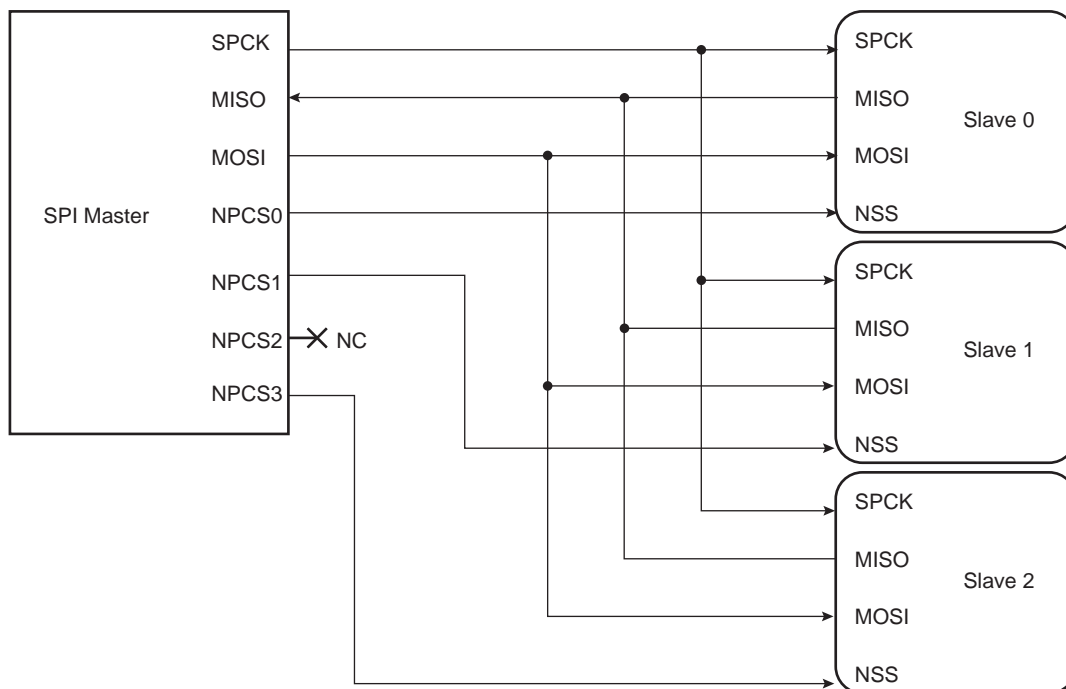 SPI Master
SPCK
MISO
MOSI
NPCS0
NPCS1
NPCS2
NC
NPCS3
SPCK
MISO
Slave 0
MOSI
NSS
SPCK
MISO
Slave 1
MOSI
NSS
SPCK
MISO
Slave 2
MOSI
NSS